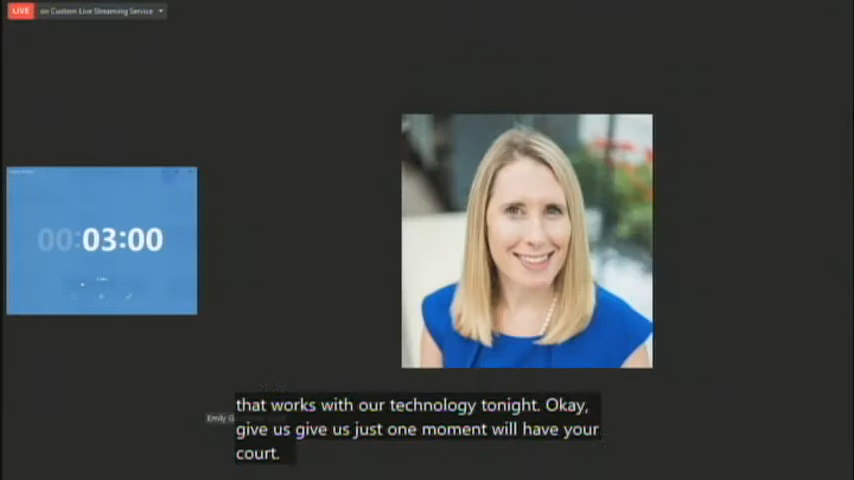 LIVE on Custom Live Streaming Service
00:03:00
Emily G
that works with our technology tonight. Okay,
give us give us just one moment will have your
court.